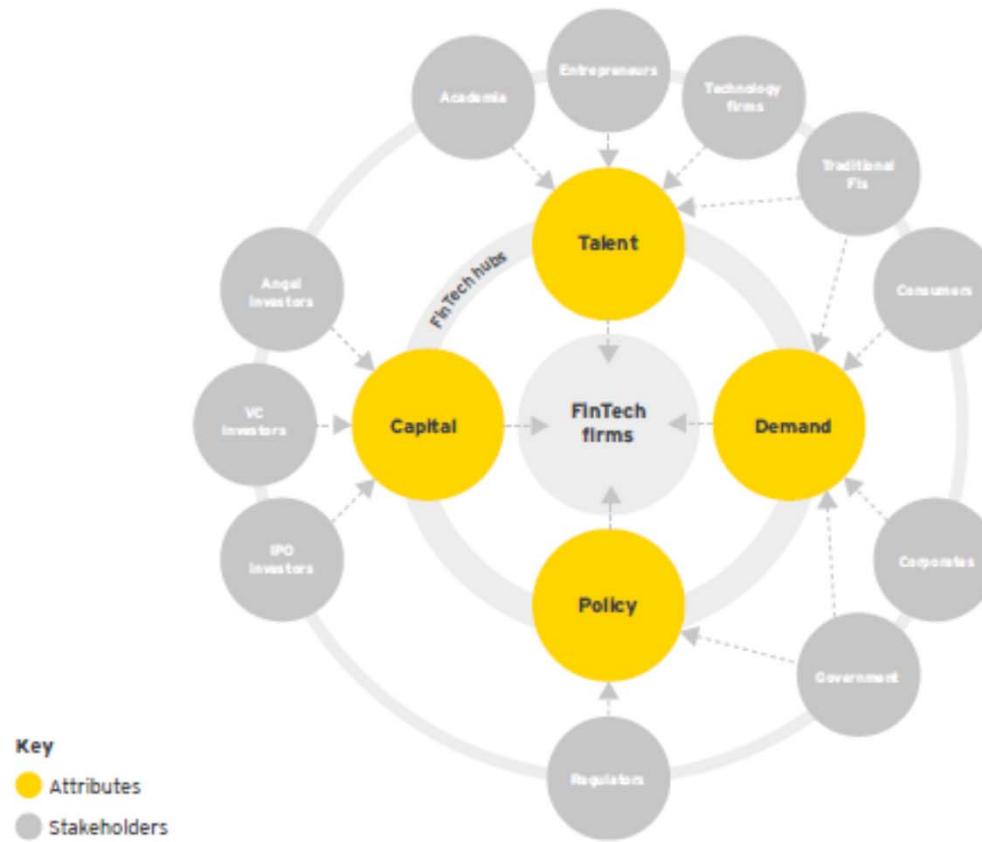 Entrepreneurs
Academia
Technology
firms
Traditional
FIs
Talent
FinTech hubs
Angel
Investors
Consumers
VC
Investors
Capital
FinTech
firms
Demand
IPO
Investors
Corporates
Policy
Government
Regulators
Key
Attributes
Stakeholders